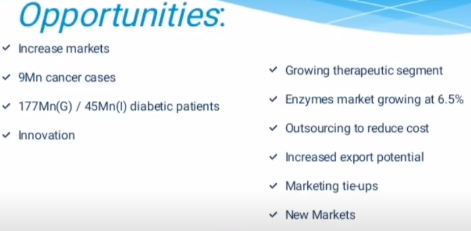 Opportunities:
Increase markets
9Mn cancer cases
177Mn(G) / 45Mn(I) diabetic patients
Innovation
Growing therapeutic segment
Enzymes market growing at 6.5%
Outsourcing to reduce cost
Increased export potential
Marketing tie-ups
New Markets